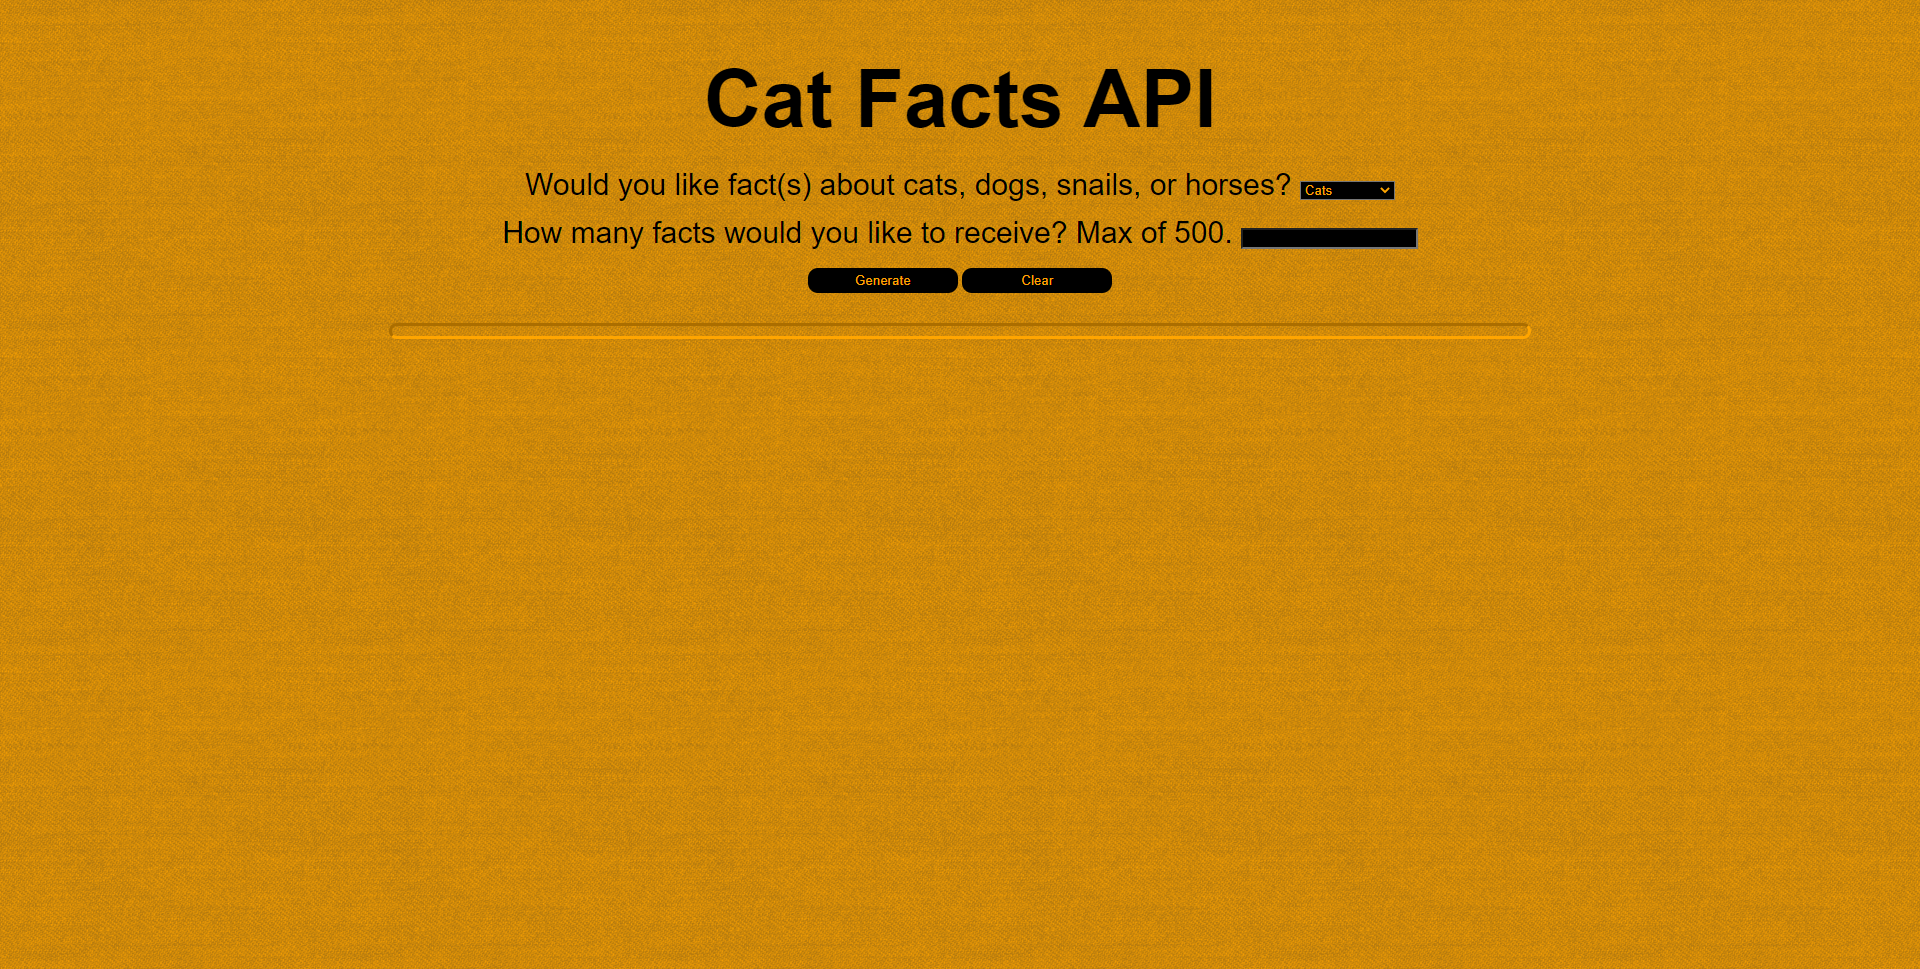 Cat Facts API
Would you like fact(s) about cats, dogs, snails, or horses? Cats
How many facts would you like to receive? Max of 500.
Generate Clear